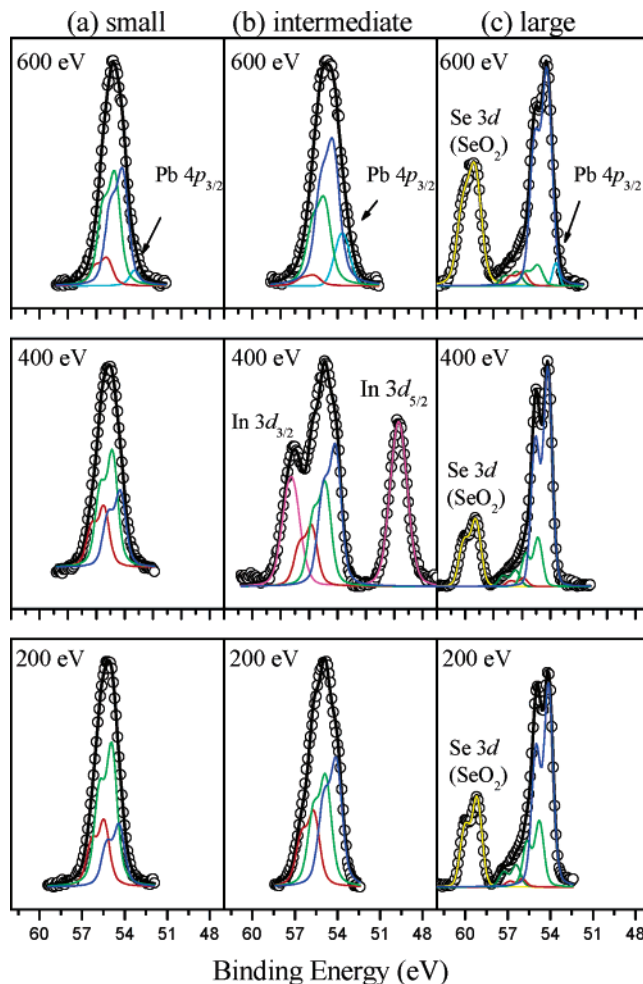 (a) small (b) intermediate (c) large
600 eV 600 eV 600 eV
Se 3d
(SeO2)
Pb 4p3/2 Pb 4p3/2 Pb 4p3/2
400 eV 400 eV 400 eV
In 3d5/2
In 3d3/2
Se 3d
(SeO2)
200 eV 200 eV 200 eV
Se 3d
(SeO2)
60 57 54 51 48 60 57 54 51 48 60 57 54 51 48
Binding Energy (eV)